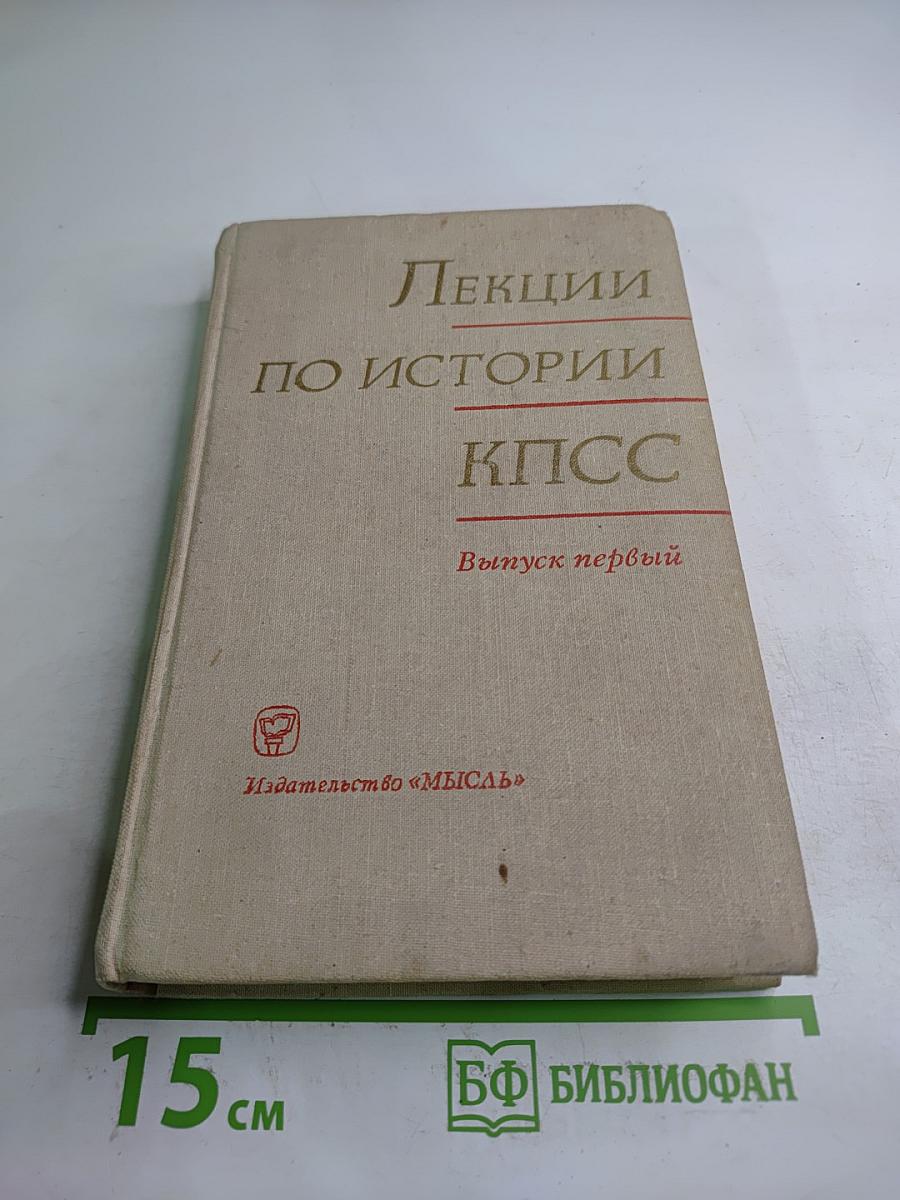 Лекции
по истории
КПСС
Выпуск первый
Издательство «МЫСЛЬ»
15 см
БФ БИБЛИОФАН